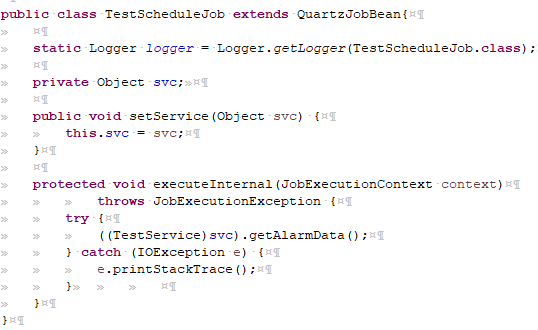 public class TestScheduleJob extends QuartzJobBean{¤¶
»   ¤¶
»   static Logger logger = Logger.getLogger(TestScheduleJob.class);
»   ¤¶
»   private Object svc;»¤¶
»   ¤¶
»   public void setService(Object svc) {¤¶
»   »   this.svc = svc;¤¶
»   }¤¶
»   ¤¶
»   protected void executeInternal(JobExecutionContext context)¤¶
»   »   »   throws JobExecutionException {¤¶
»   »   try {¤¶
»   »   »   ((TestService)svc).getAlarmData();¤¶
»   »   } catch (IOException e) {¤¶
»   »   »   e.printStackTrace();¤¶
»   »   }»   »   »   ¤¶
»   }¤¶
}¤¶